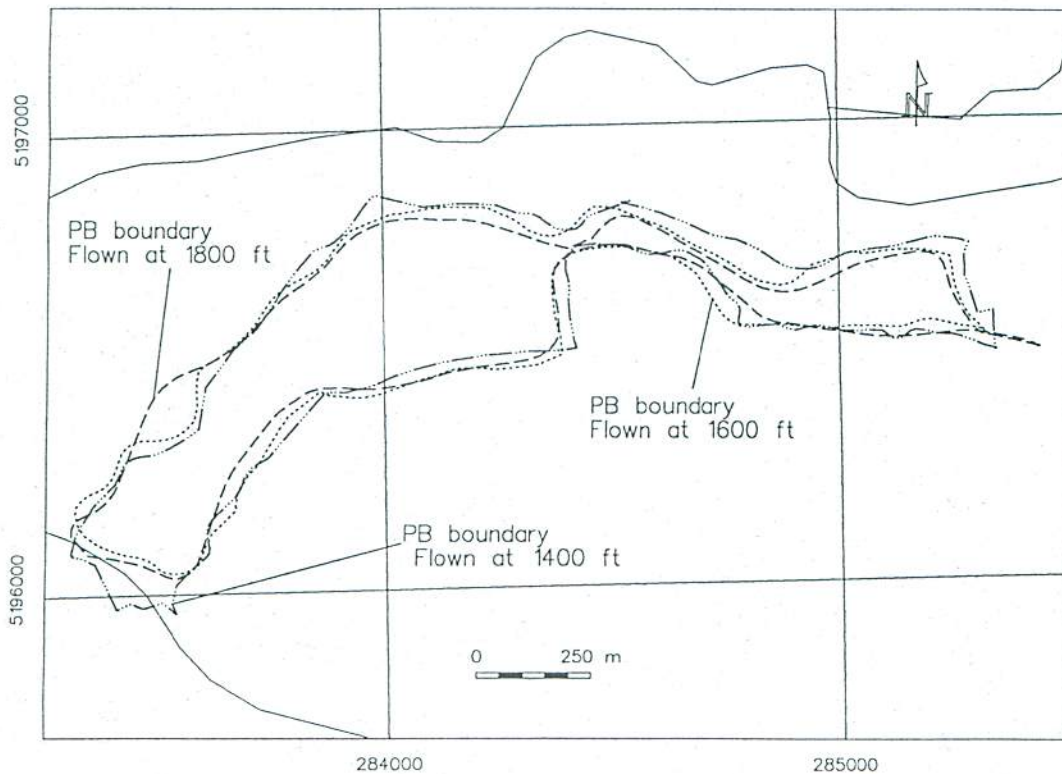 5197000
N
PB boundary
Flown at 1800 ft
PB boundary
Flown at 1600 ft
PB boundary
Flown at 1400 ft
5196000
0 250 m
284000 285000